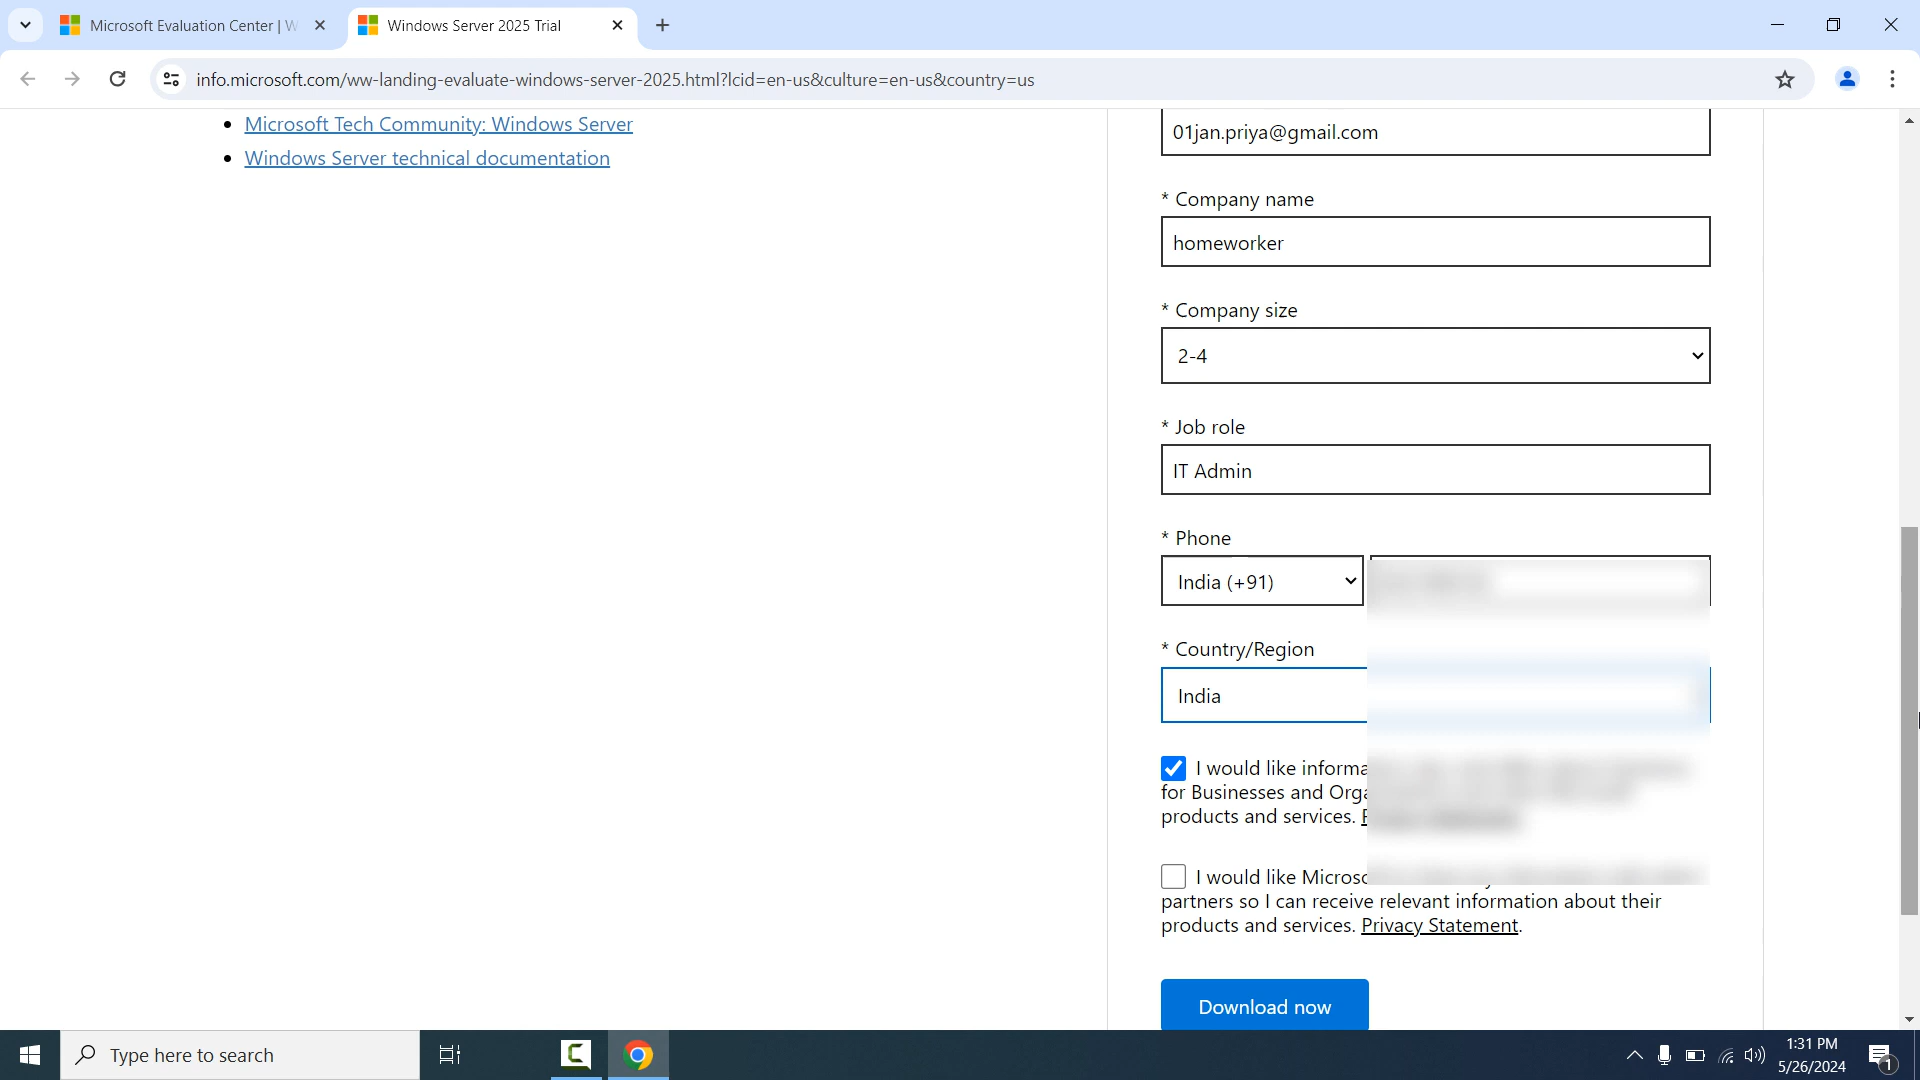 Microsoft Evaluation Center | W
Windows Server 2025 Trial
info.microsoft.com/ww-landing-evaluate-windows-server-2025.html?lcid=en-us&culture=en-us&country=us
Microsoft Tech Community: Windows Server
Windows Server technical documentation
01jan.priya@gmail.com
* Company name
homeworker
* Company size
2-4
* Job role
IT Admin
* Phone
India (+91)
* Country/Region
India
I would like informa
for Businesses and Orga
products and services.
I would like Microso
partners so I can receive relevant information about their
products and services. Privacy Statement.
Download now
Type here to search
1:31 PM
5/26/2024
1